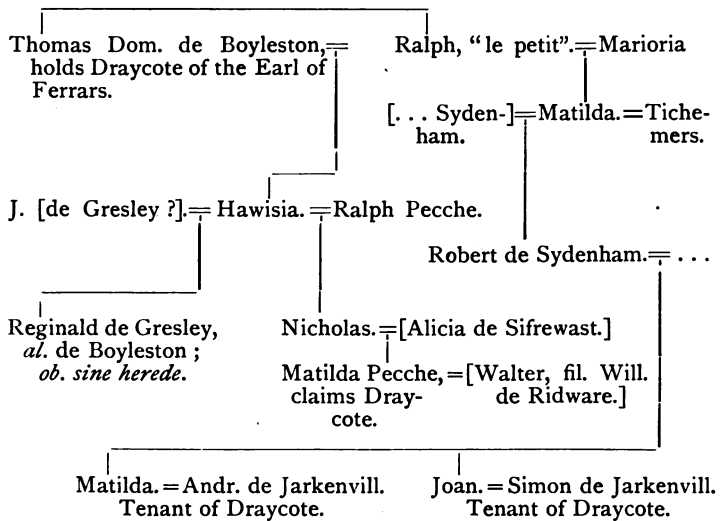 Thomas Dom. de Boyleston,=
holds Draycote of the Earl of
Ferrars.
Ralph, “le petit”.=Marioria
[... Syden-]=Matilda.=Tiche-
ham. mers.
J. [de Gresley ?].= Hawisia. =Ralph Pecche.
Robert de Sydenham.= ...
Reginald de Gresley,
al. de Boyleston ;
ob. sine herede.
Nicholas.=[Alicia de Sifrewast.]
Matilda Pecche,=[Walter, fil. Will.
claims Dray- de Ridware.]
cote.
Matilda.=Andr. de Jarkenvill.
Tenant of Draycote.
Joan.=Simon de Jarkenvill.
Tenant of Draycote.